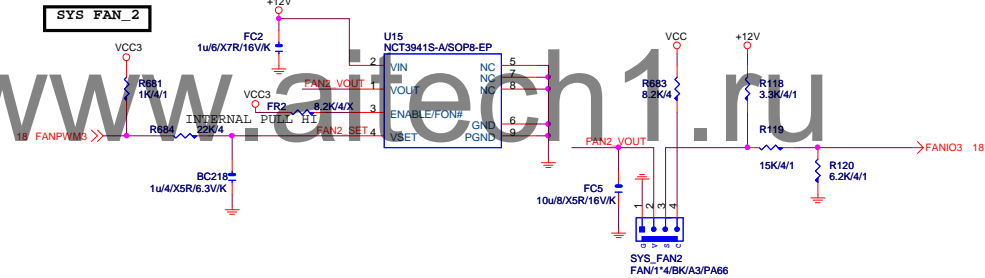 SYS FAN_2
+12V
FC2
1u/6/X7R/16V/K
U15
NCT3941S-A/SOP8-EP
VCC3
R681
1K/4/1
2
VIN
FAN2_VOUT
1
VOUT
VCC3
FR2
8.2K/4/X
3
ENABLE/FON#
INTERNAL PULL HI
18 FANPWM3
R684
22K/4
FAN2_SET
4
VSET
NC
5
NC
7
NC
8
GND
6
PGND
9
BC218
1u/4/X5R/6.3V/K
VCC
R683
8.2K/4
+12V
R118
3.3K/4/1
R119
15K/4/1
FANIO3 18
R120
6.2K/4/1
FAN2_VOUT
FC5
10u/8/X5R/16V/K
1
2
3
4
G
V
S
C
SYS_FAN2
FAN/1*4/BK/A3/PA66
www.aitech1.ru